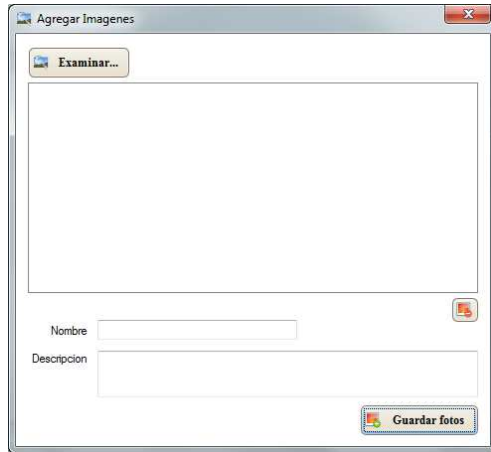 Agregar Imagenes
Examinar...
Nombre
Descripcion
Guardar fotos